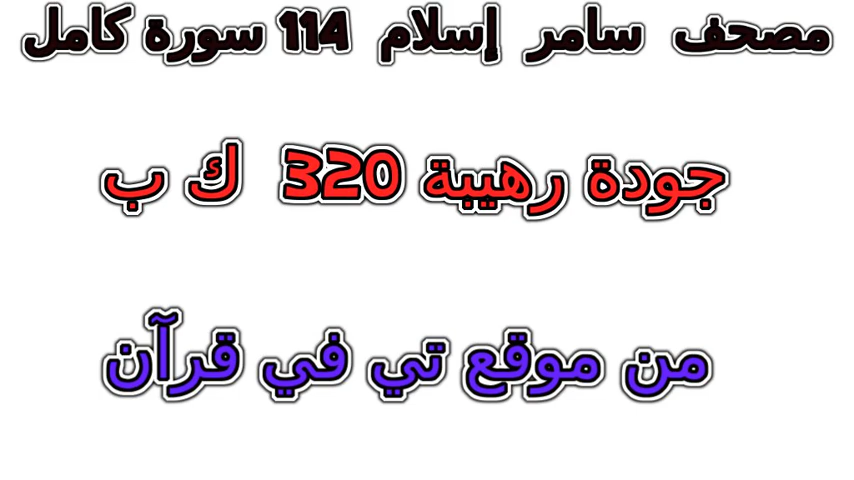 مصحف سامر إسلام 114 سورة كامل
جودة رهيبة 320 ك ب
من موقع تي في قرآن